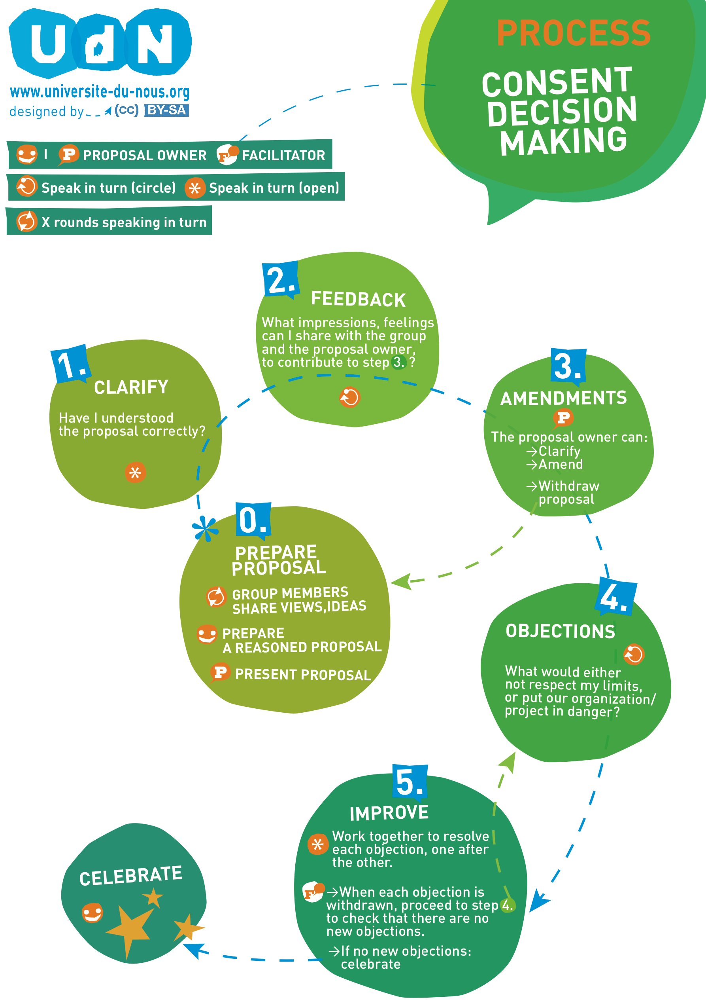 UdN
www.universite-du-nous.org
designed by (cc) BY-SA
PROCESS
CONSENT
DECISION
MAKING
I P PROPOSAL OWNER F FACILITATOR
Speak in turn (circle) * Speak in turn (open)
X rounds speaking in turn
2.
FEEDBACK
What impressions, feelings
can I share with the group
and the proposal owner,
to contribute to step 3. ?
1.
CLARIFY
Have I understood
the proposal correctly?
*
3.
AMENDMENTS
P
The proposal owner can:
→Clarify
→Amend
→Withdraw
proposal
0.
PREPARE
PROPOSAL
GROUP MEMBERS
SHARE VIEWS,IDEAS
PREPARE
A REASONED PROPOSAL
P PRESENT PROPOSAL
4.
OBJECTIONS
What would either
not respect my limits,
or put our organization/
project in danger?
5.
IMPROVE
* Work together to resolve
each objection, one after
the other.
F →When each objection is
withdrawn, proceed to step 4.
to check that there are no
new objections.
→If no new objections:
celebrate
CELEBRATE